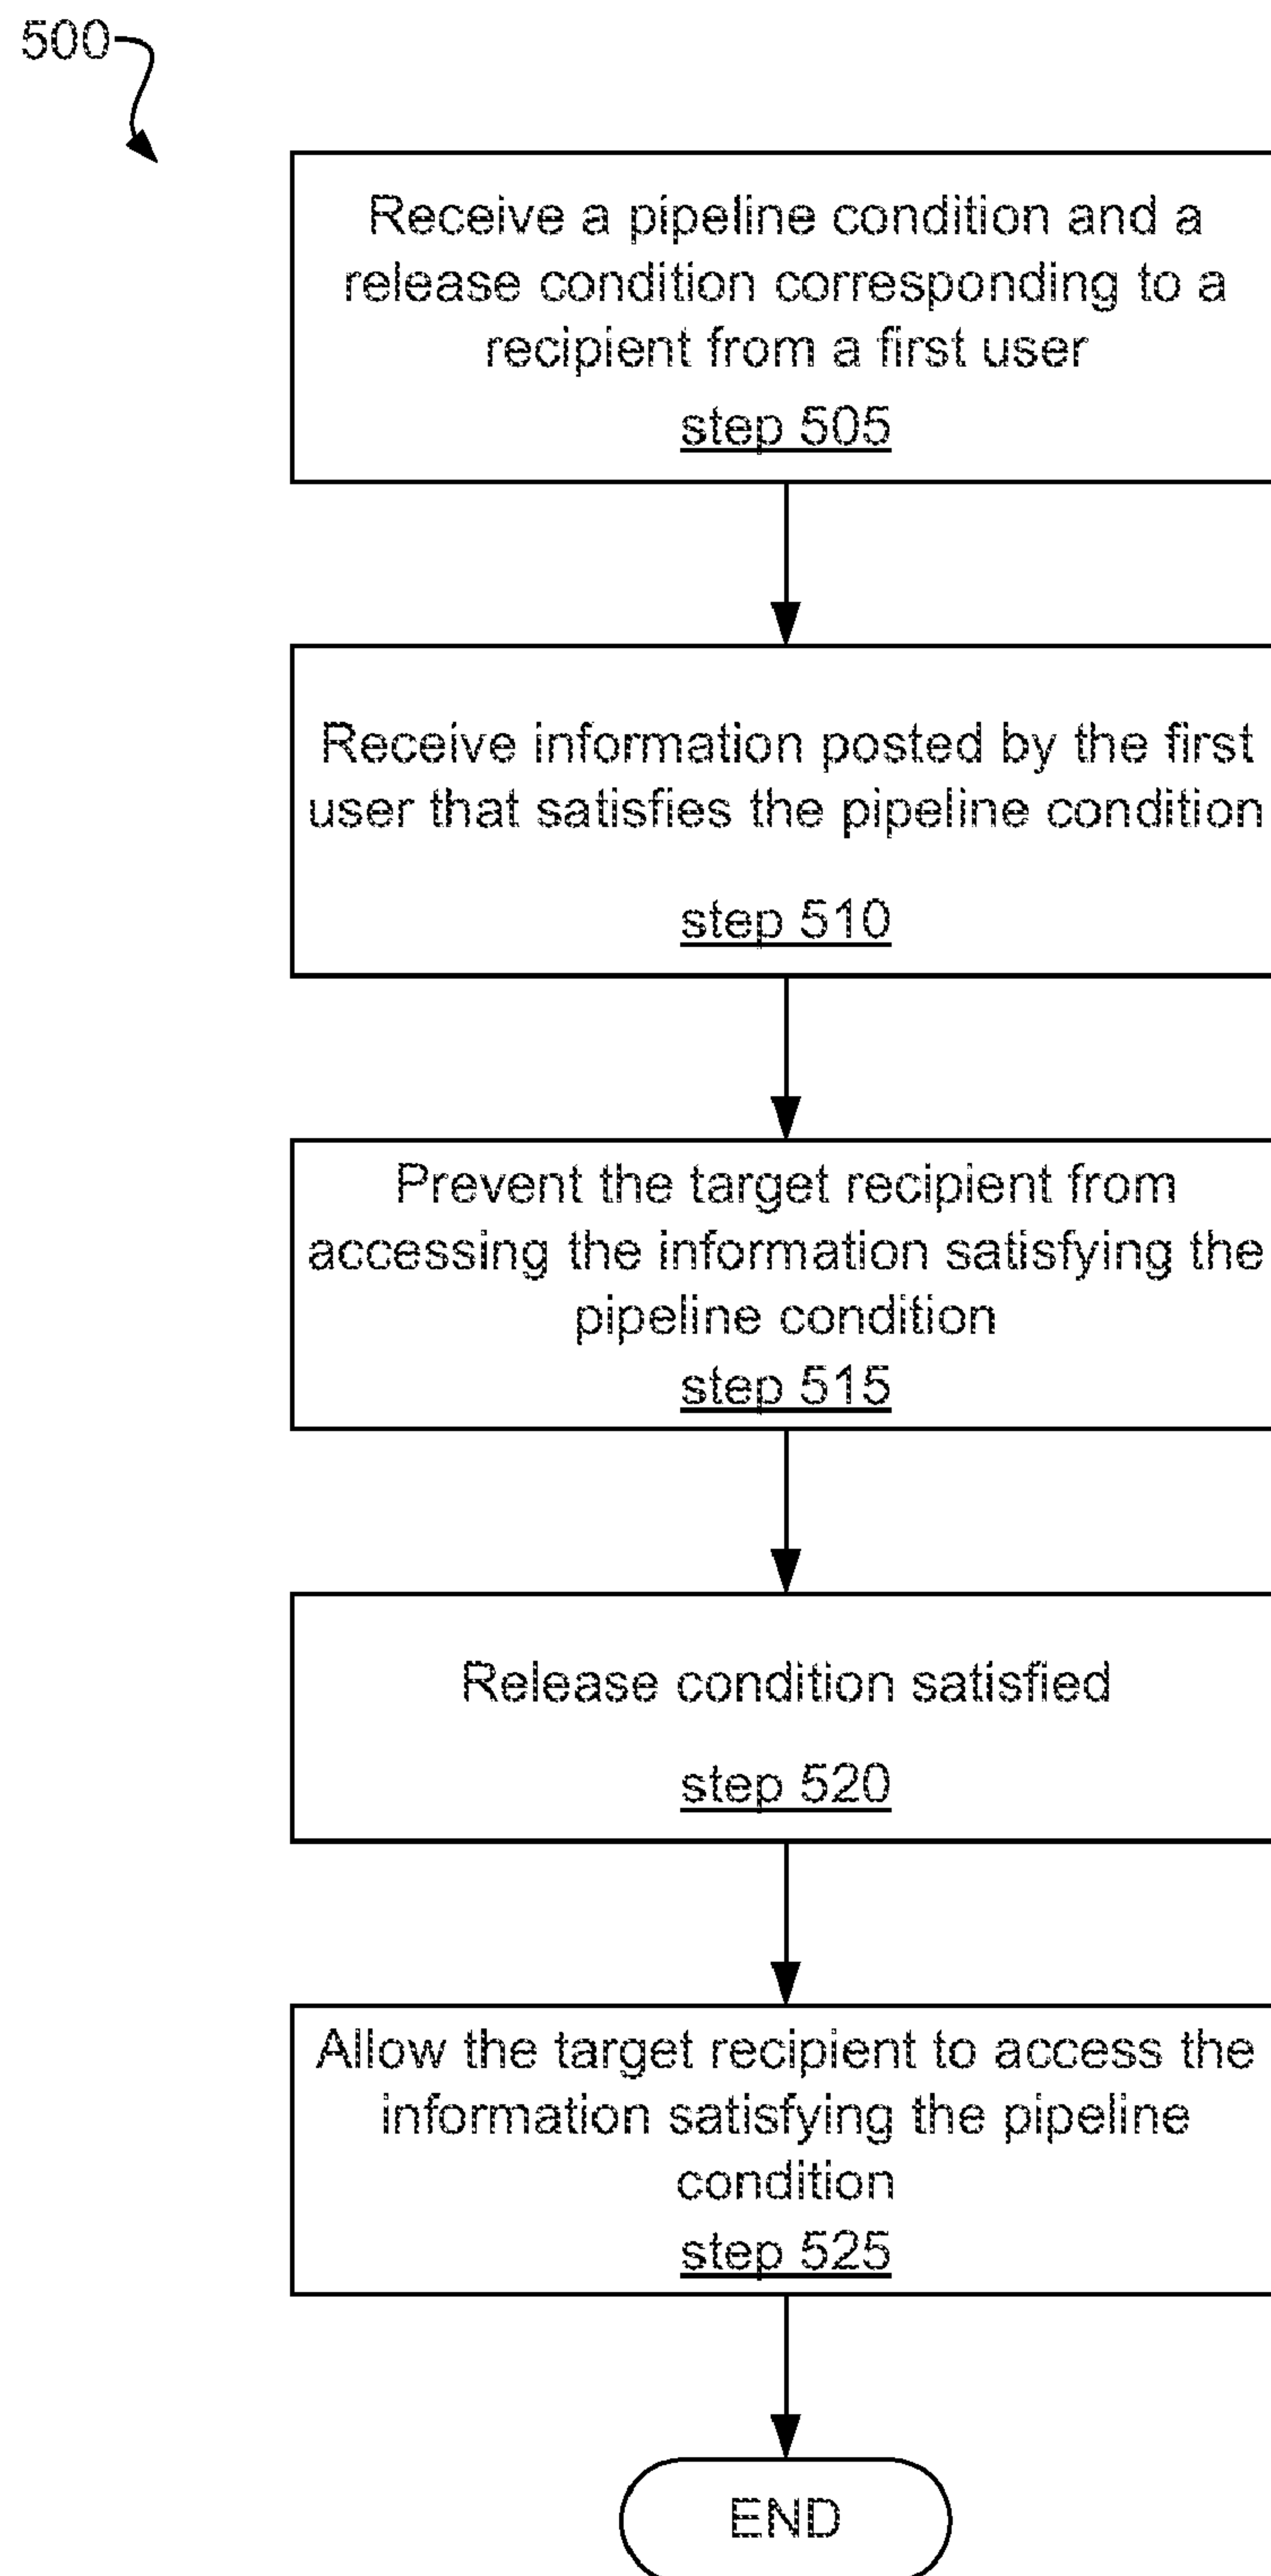 500
Receive a pipeline condition and a
release condition corresponding to a
recipient from a first user
step 505
Receive information posted by the first
user that satisfies the pipeline condition
step 510
Prevent the target recipient from
accessing the information satisfying the
pipeline condition
step 515
Release condition satisfied
step 520
Allow the target recipient to access the
information satisfying the pipeline
condition
step 525
END